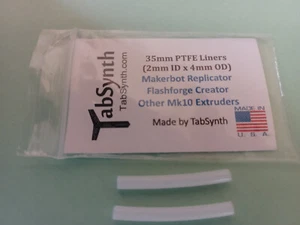 TabSynth
TabSynth.com
35mm PTFE Liners
(2mm ID x 4mm OD)
Makerbot Replicator
Flashforge Creator
Other Mk10 Extruders
Made by TabSynth
MADE IN
U.S.A.